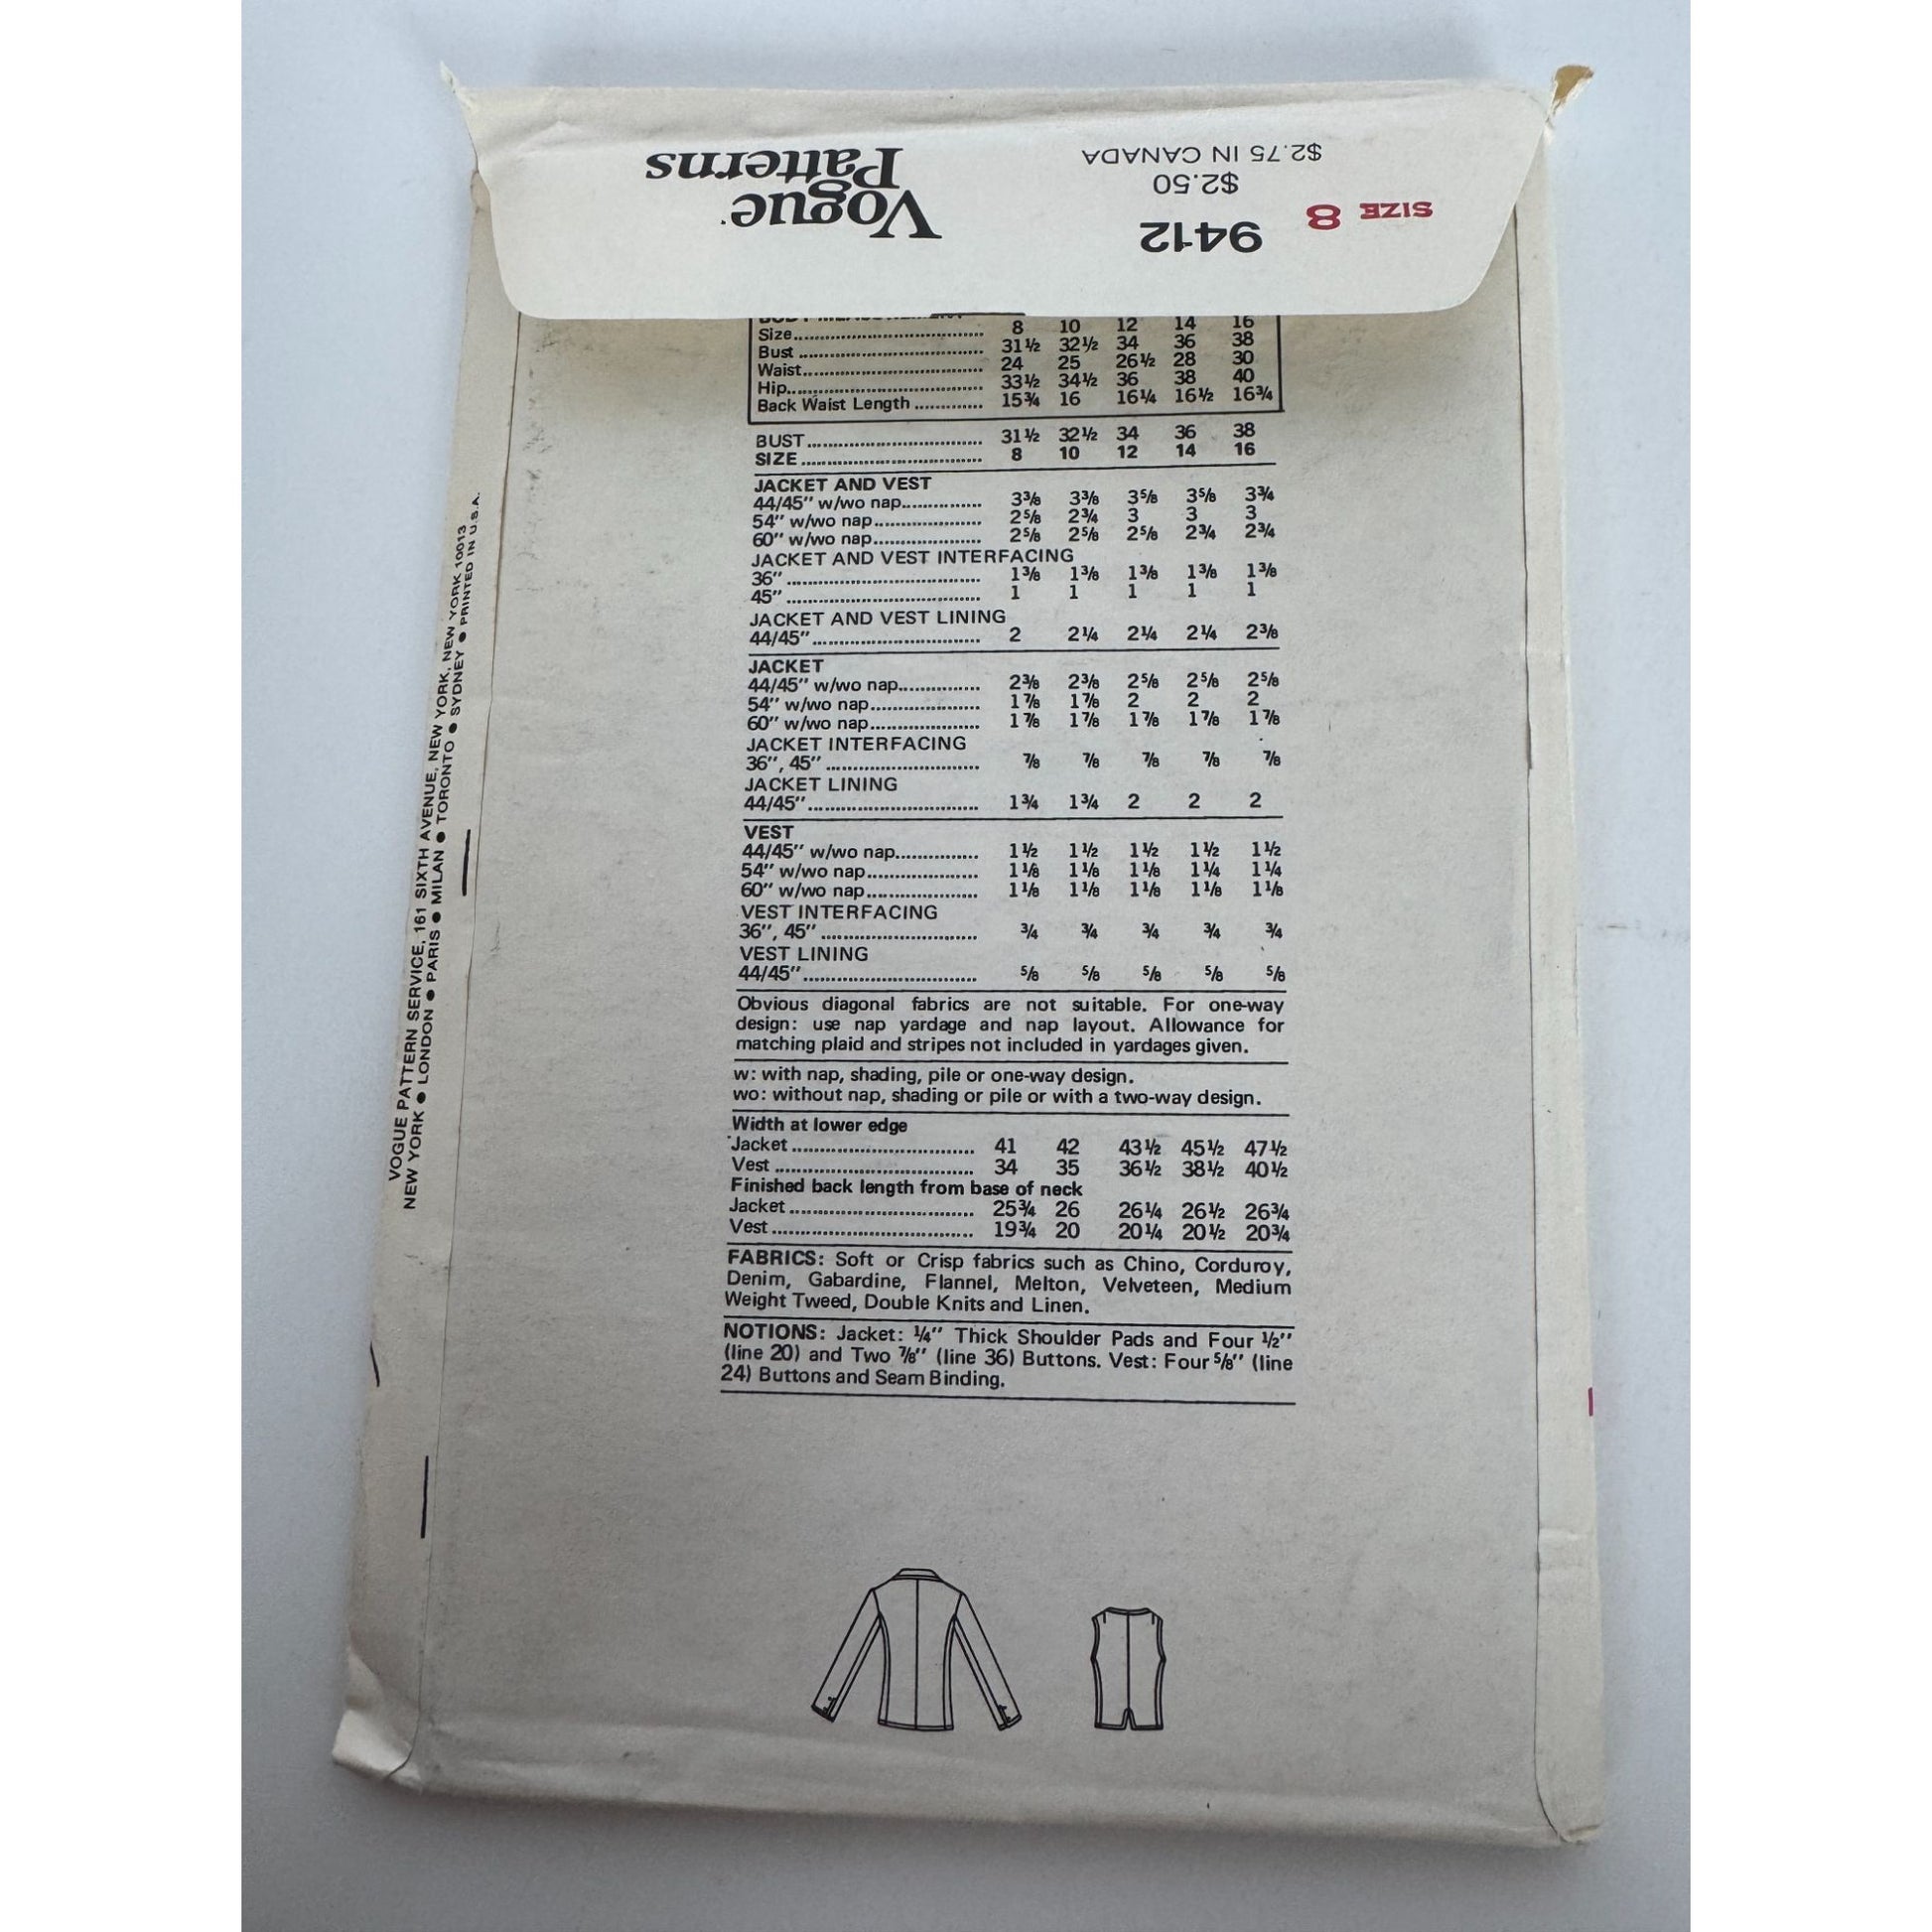 Vogue
Patterns
9412
$2.50
$2.75 IN CANADA
SIZE 8
Size 8 10 12 14 16
Bust 31½ 32½ 34 36 38
Waist 24 25 26½ 28 30
Hip 33½ 34½ 36 38 40
Back Waist Length 15¾ 16 16¼ 16½ 16¾
BUST 31½ 32½ 34 36 38
SIZE 8 10 12 14 16
JACKET AND VEST
44/45" w/wo nap 3⅜ 3⅜ 3⅝ 3⅝ 3¾
54" w/wo nap 2⅝ 2¾ 3 3 3
60" w/wo nap 2⅝ 2⅝ 2⅝ 2¾ 2¾
JACKET AND VEST INTERFACING
36" 1⅜ 1⅜ 1⅜ 1⅜ 1⅜
45" 1 1 1 1 1
JACKET AND VEST LINING
44/45" 2 2¼ 2¼ 2¼ 2⅜
JACKET
44/45" w/wo nap 2⅜ 2⅜ 2⅝ 2⅝ 2⅝
54" w/wo nap 1⅞ 1⅞ 2 2 2
60" w/wo nap 1⅞ 1⅞ 1⅞ 1⅞ 1⅞
JACKET INTERFACING
36", 45" ⅞ ⅞ ⅞ ⅞ ⅞
JACKET LINING
44/45" 1¾ 1¾ 2 2 2
VEST
44/45" w/wo nap 1½ 1½ 1½ 1½ 1½
54" w/wo nap 1⅛ 1⅛ 1⅛ 1¼ 1¼
60" w/wo nap 1⅛ 1⅛ 1⅛ 1⅛ 1⅛
VEST INTERFACING
36", 45" ¾ ¾ ¾ ¾ ¾
VEST LINING
44/45" ⅝ ⅝ ⅝ ⅝ ⅝
Obvious diagonal fabrics are not suitable. For one-way
design: use nap yardage and nap layout. Allowance for
matching plaid and stripes not included in yardages given.
w: with nap, shading, pile or one-way design.
wo: without nap, shading or pile or with a two-way design.
Width at lower edge
Jacket 41 42 43½ 45½ 47½
Vest 34 35 36½ 38½ 40½
Finished back length from base of neck
Jacket 25¾ 26 26¼ 26½ 26¾
Vest 19¾ 20 20¼ 20½ 20¾
FABRICS: Soft or Crisp fabrics such as Chino, Corduroy,
Denim, Gabardine, Flannel, Melton, Velveteen, Medium
Weight Tweed, Double Knits and Linen.
NOTIONS: Jacket: ¼" Thick Shoulder Pads and Four ½"
(line 20) and Two ⅞" (line 36) Buttons. Vest: Four ⅝" (line
24) Buttons and Seam Binding.
VOGUE PATTERN SERVICE, 161 SIXTH AVENUE, NEW YORK, NEW YORK 10013
NEW YORK ● LONDON ● PARIS ● MILAN ● TORONTO ● SYDNEY ● PRINTED IN U.S.A.